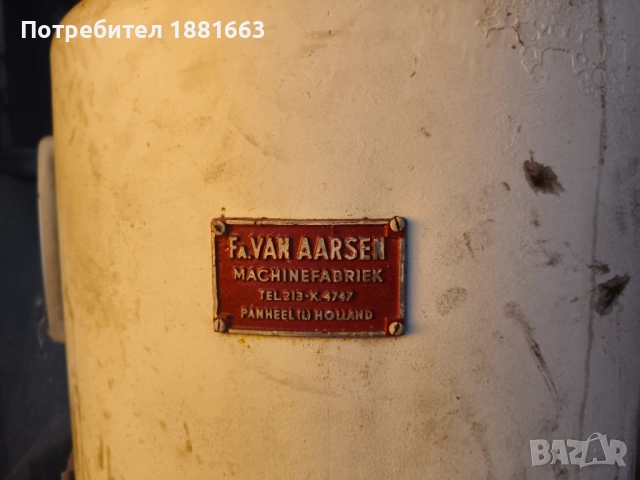 Потребител 1881663
FA. VAN AARSEN
MACHINEFABRIEK
TEL. 213-K. 4747
PANHEEL (L) HOLLAND
BAZAR